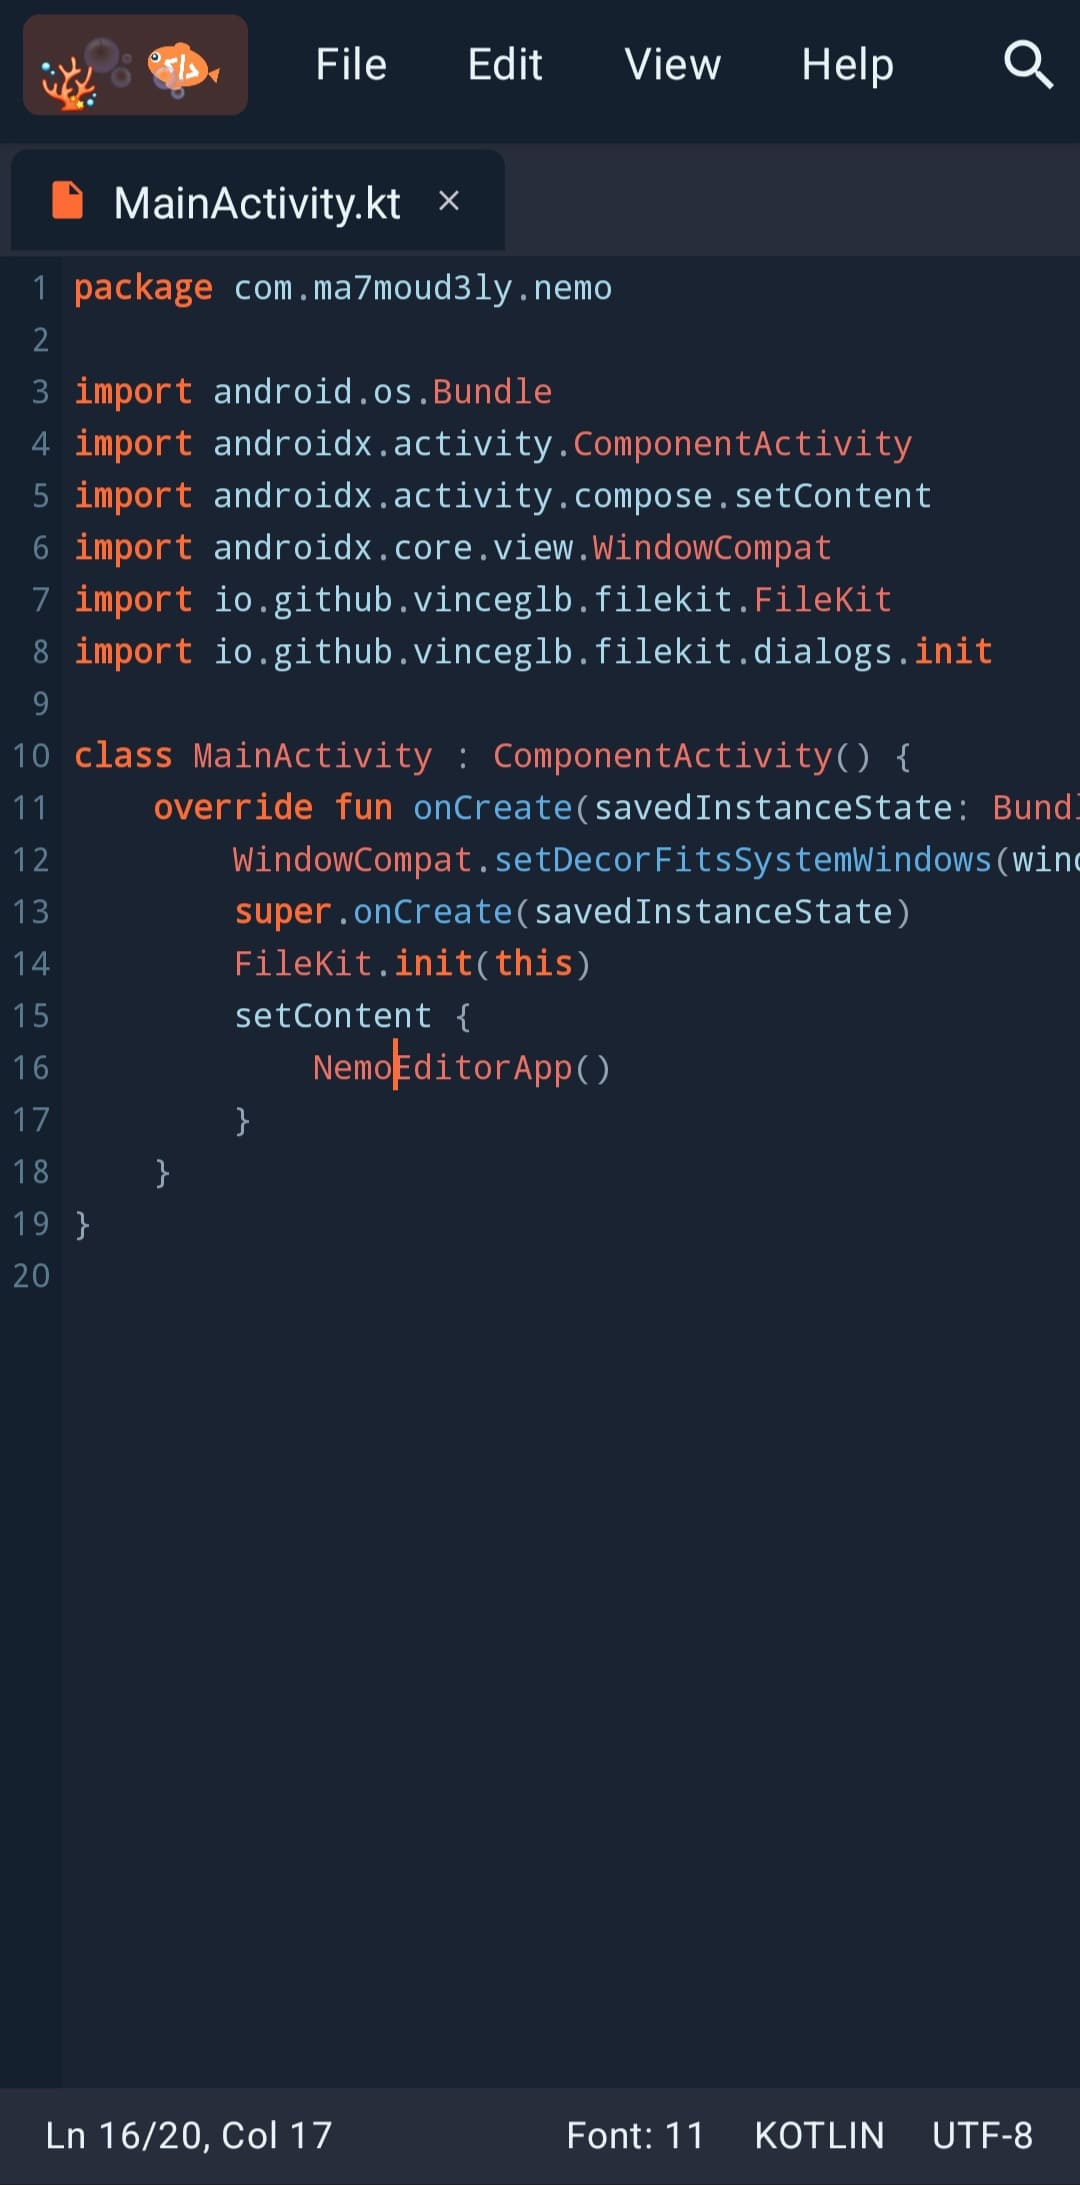 File Edit View Help
MainActivity.kt ×
1 package com.ma7moud3ly.nemo
2
3 import android.os.Bundle
4 import androidx.activity.ComponentActivity
5 import androidx.activity.compose.setContent
6 import androidx.core.view.WindowCompat
7 import io.github.vinceglb.filekit.FileKit
8 import io.github.vinceglb.filekit.dialogs.init
9
10 class MainActivity : ComponentActivity() {
11     override fun onCreate(savedInstanceState: Bundl
12         WindowCompat.setDecorFitsSystemWindows(wind
13         super.onCreate(savedInstanceState)
14         FileKit.init(this)
15         setContent {
16             NemoEditorApp()
17         }
18     }
19 }
20
Ln 16/20, Col 17 Font: 11 KOTLIN UTF-8